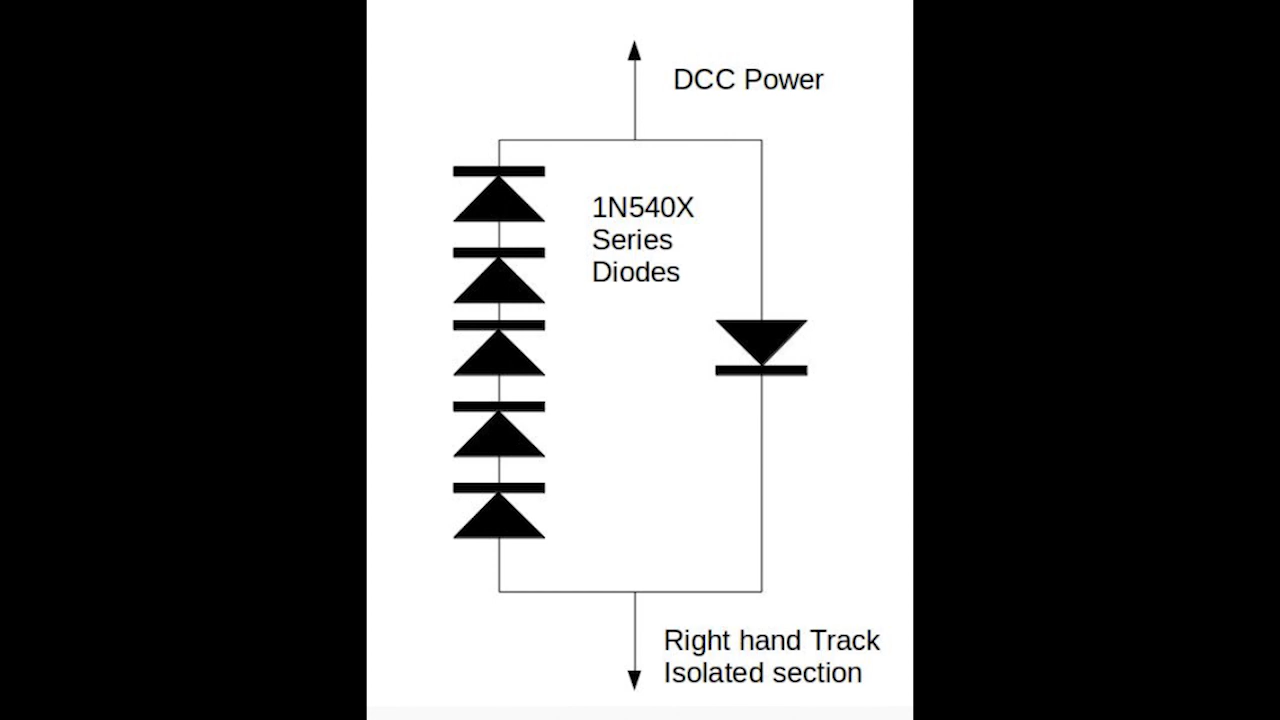 DCC Power
1N540X
Series
Diodes
Right hand Track
Isolated section